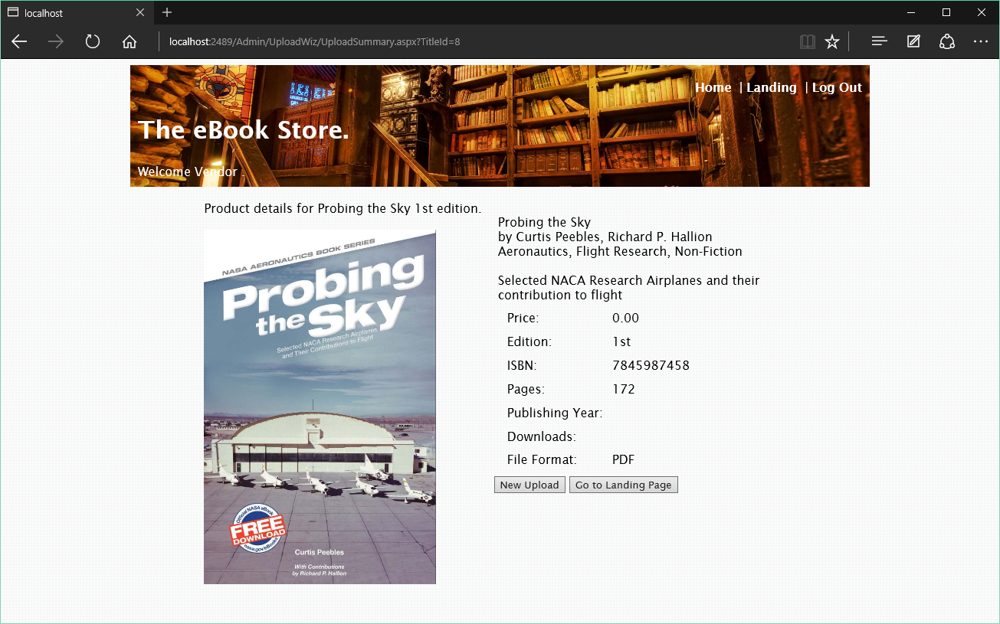 localhost
localhost:2489/Admin/UploadWiz/UploadSummary.aspx?TitleId=8
Home | Landing | Log Out
The eBook Store.
Welcome Vendor
Product details for Probing the Sky 1st edition.
NASA AERONAUTICS BOOK SERIES
Probing
the Sky
Selected NACA Research Airplanes
and Their Contributions to Flight
Official NASA eBook
FREE
DOWNLOAD
nasa.gov/eBooks
Curtis Peebles
With Contributions
by Richard P. Hallion
Probing the Sky
by Curtis Peebles, Richard P. Hallion
Aeronautics, Flight Research, Non-Fiction
Selected NACA Research Airplanes and their
contribution to flight
Price: 0.00
Edition: 1st
ISBN: 7845987458
Pages: 172
Publishing Year:
Downloads:
File Format: PDF
New Upload Go to Landing Page